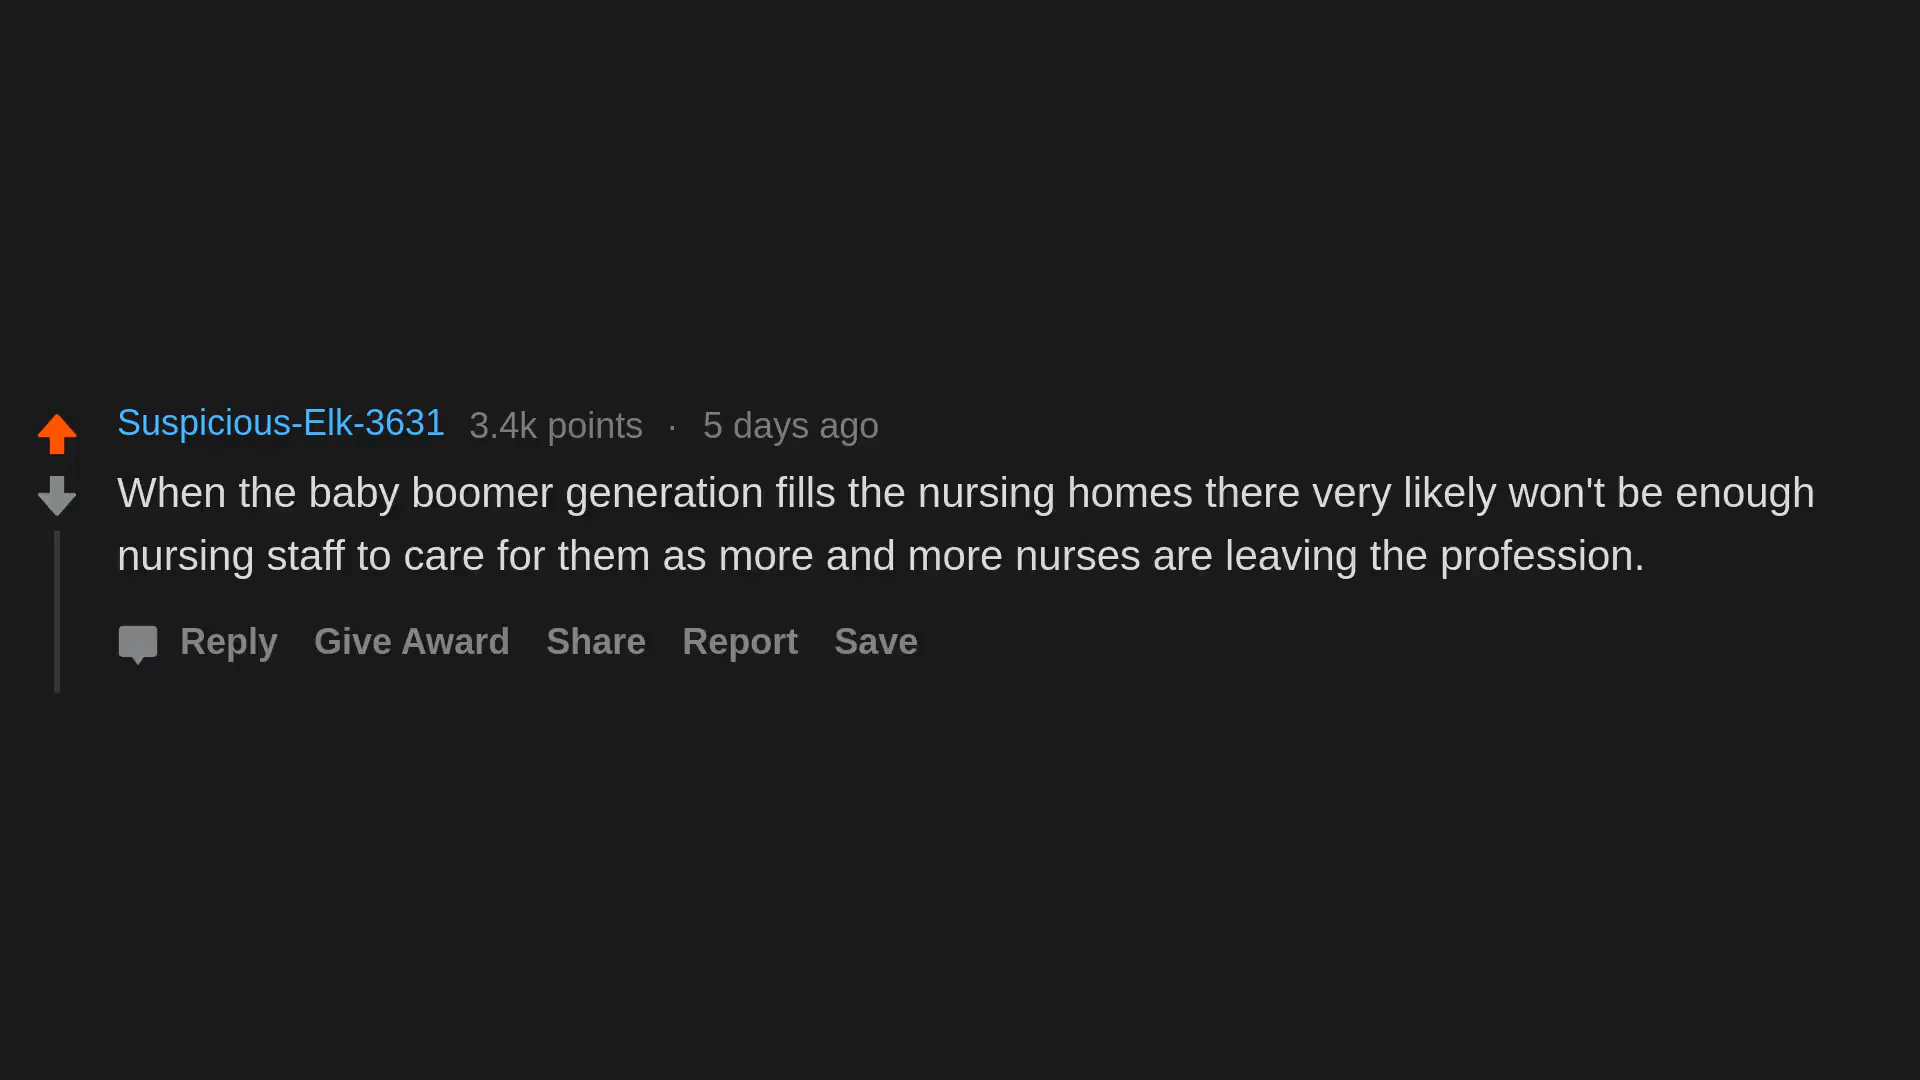 Suspicious-Elk-3631 3.4k points · 5 days ago
When the baby boomer generation fills the nursing homes there very likely won't be enough
nursing staff to care for them as more and more nurses are leaving the profession.
Reply Give Award Share Report Save